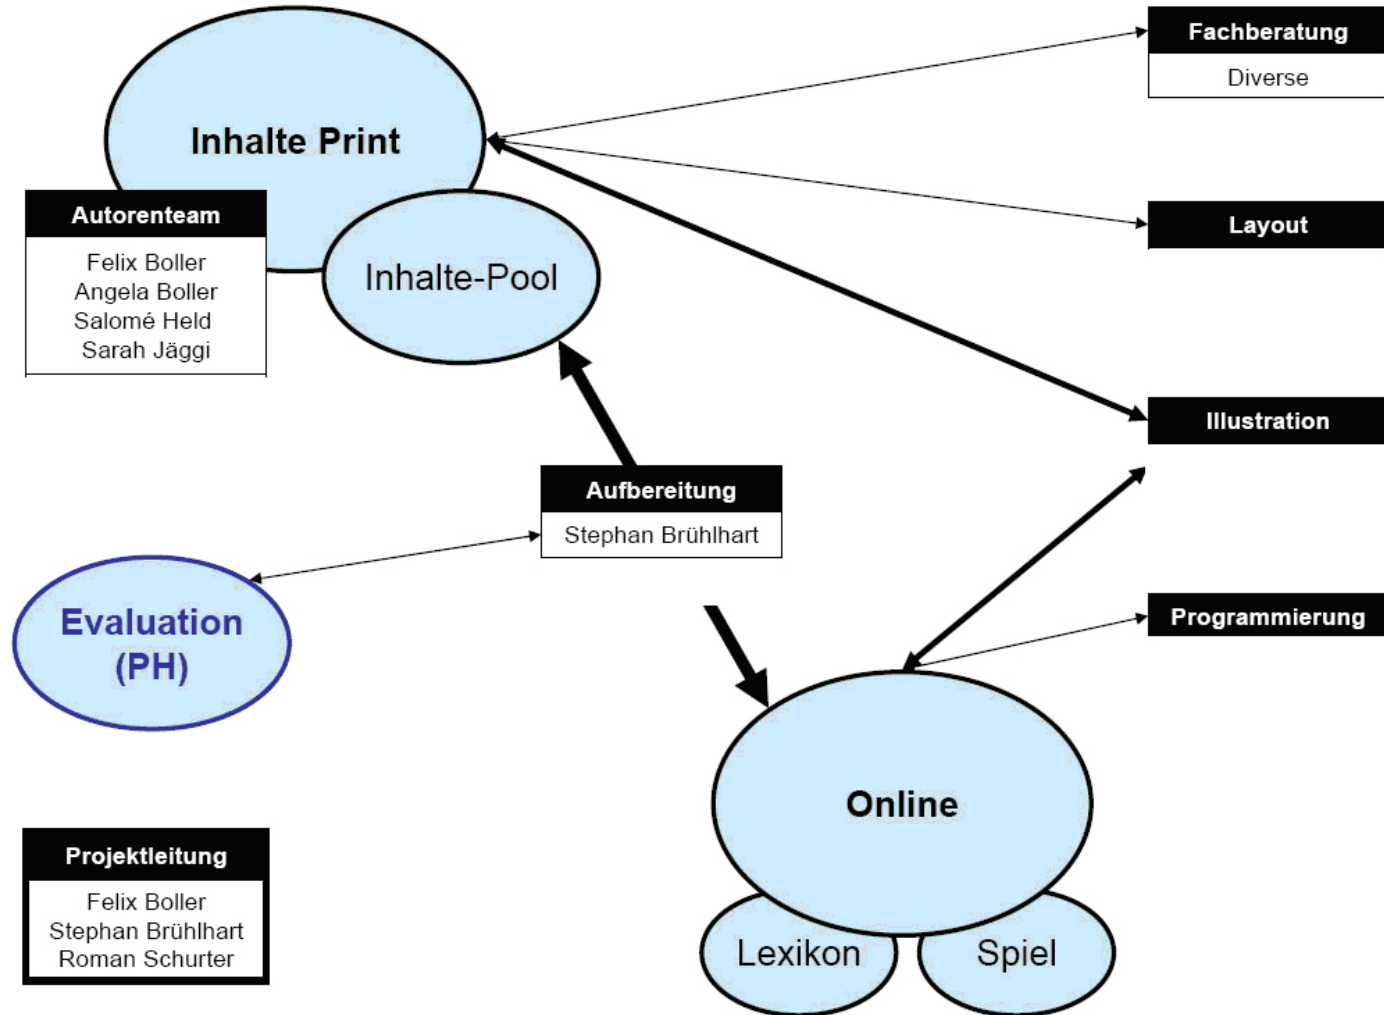 Fachberatung
Diverse
Inhalte Print
Autorenteam
Felix Boller
Angela Boller
Salomé Held
Sarah Jäggi
Inhalte-Pool
Layout
Illustration
Aufbereitung
Stephan Brühlhart
Evaluation
(PH)
Programmierung
Online
Projektleitung
Felix Boller
Stephan Brühlhart
Roman Schurter
Lexikon
Spiel